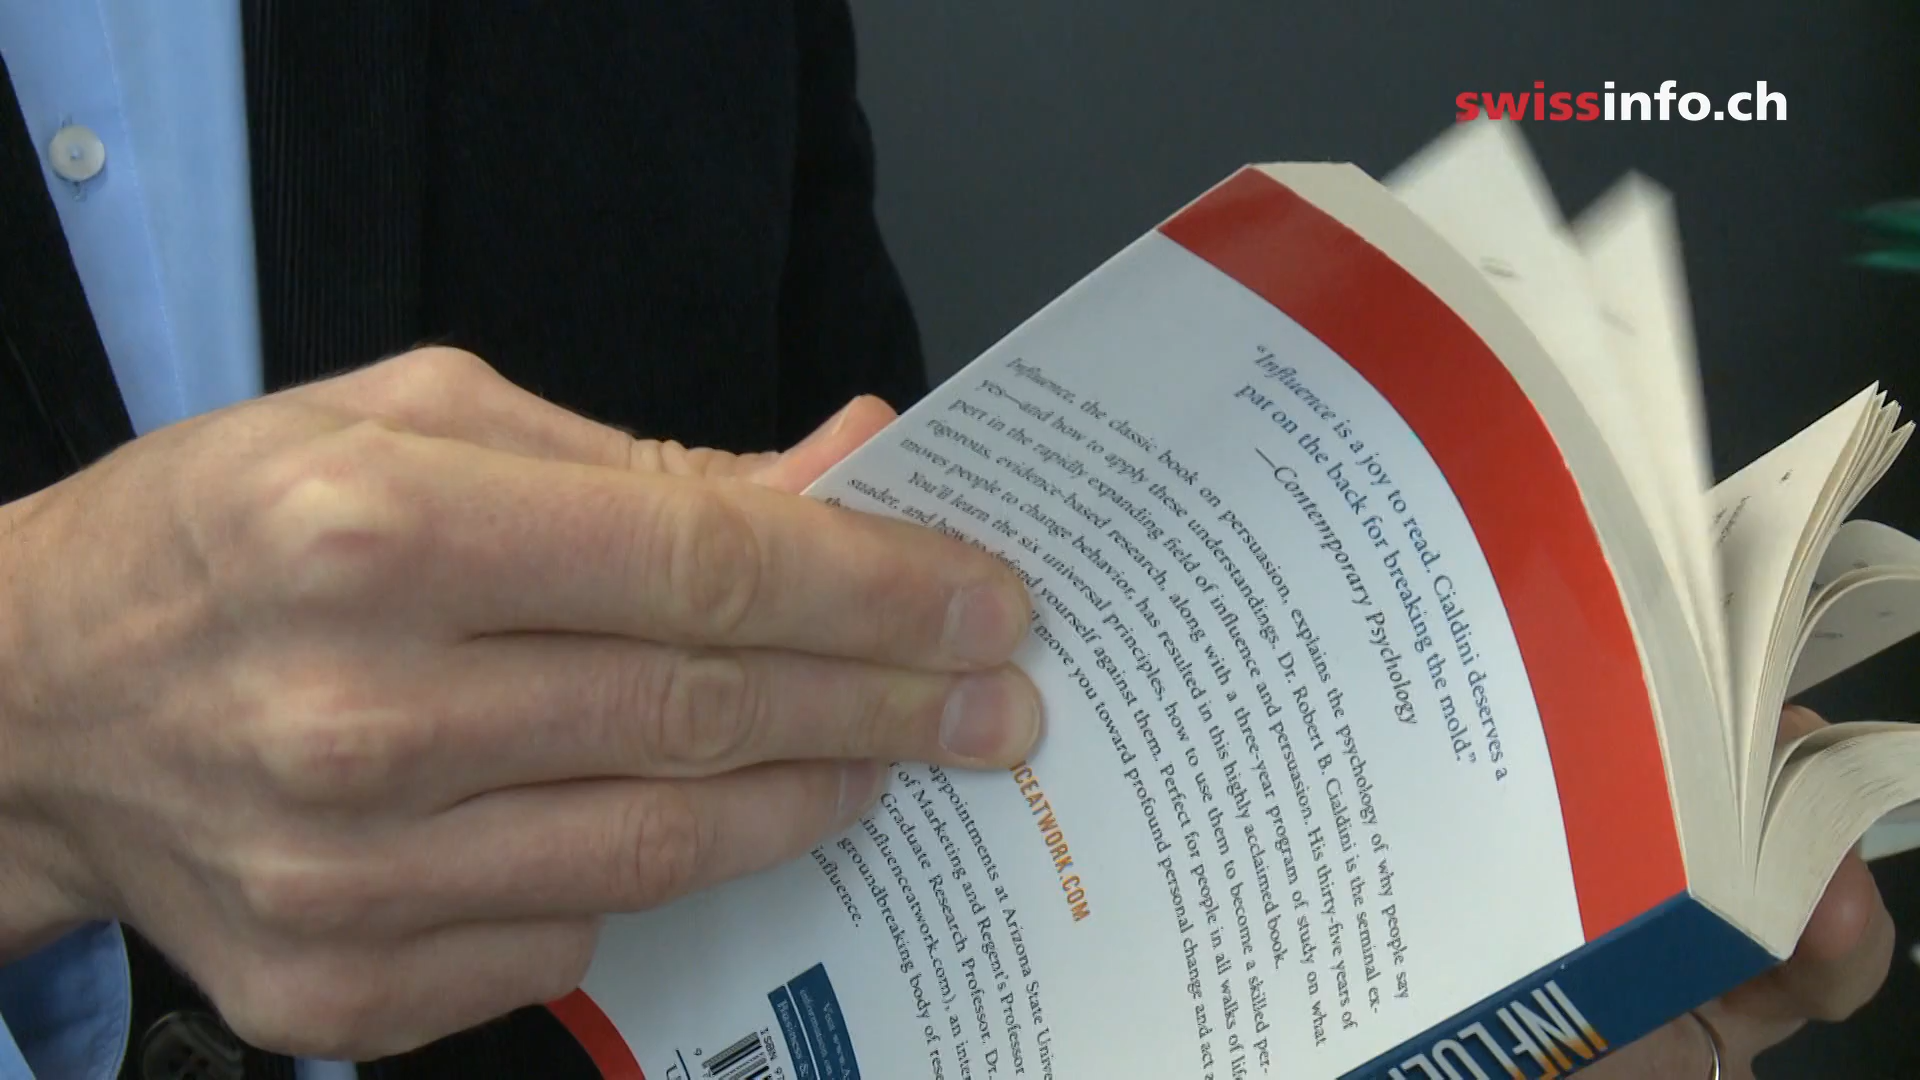 swissinfo.ch
"Influence is a joy to read. Cialdini deserves a
pat on the back for breaking the mold."
—Contemporary Psychology
Influence, the classic book on persuasion, explains the psychology of why people say
yes—and how to apply these understandings. Dr. Robert B. Cialdini is the seminal ex-
pert in the rapidly expanding field of influence and persuasion. His thirty-five years of
rigorous, evidence-based research, along with a three-year program of study on what
moves people to change behavior, has resulted in this highly acclaimed book.
You'll learn the six universal principles, how to use them to become a skilled per-
suader, and how to defend yourself against them. Perfect for people in all walks of life
move you toward profound personal change and act
ICEATWORK.COM
appointments at Arizona State Unive
of Marketing and Regent's Professor
Graduate Research Professor. Dr.
influenceatwork.com), an inter
groundbreaking body of rese
influence.
ISBN
INFLUE